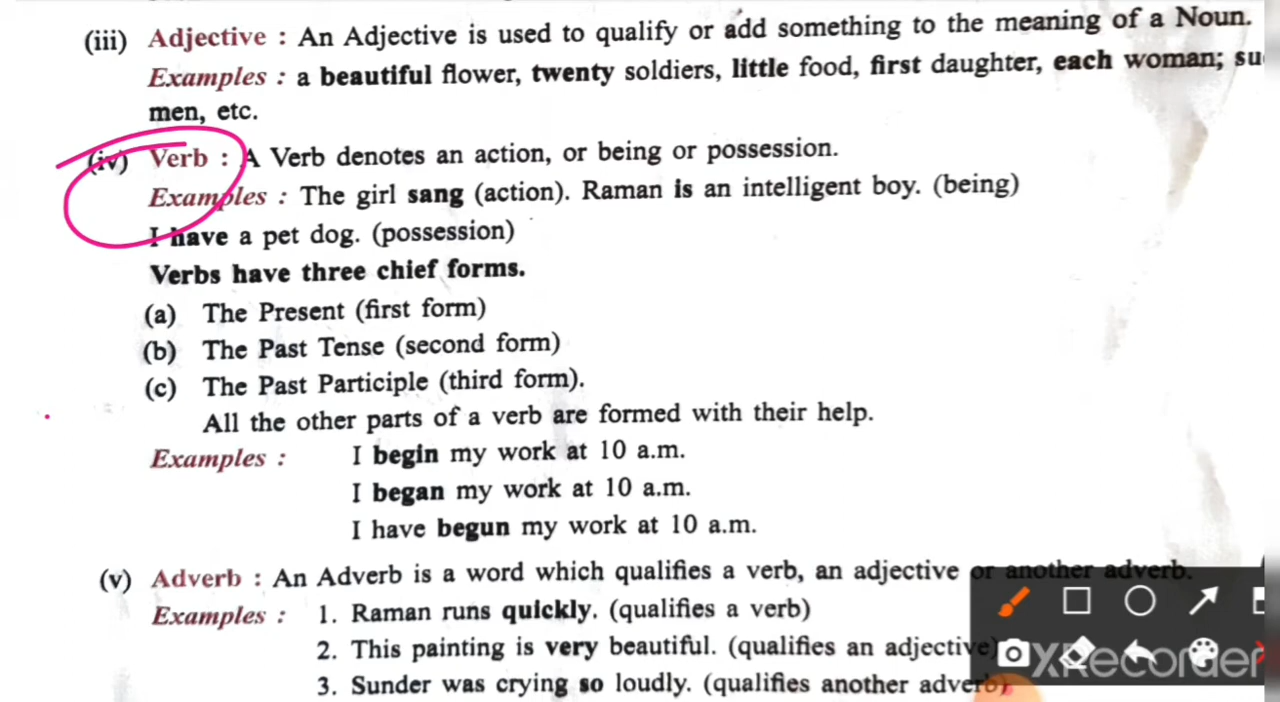 (iii) Adjective : An Adjective is used to qualify or add something to the meaning of a Noun.
Examples : a beautiful flower, twenty soldiers, little food, first daughter, each woman; su
men, etc.
(iv) Verb : A Verb denotes an action, or being or possession.
Examples : The girl sang (action). Raman is an intelligent boy. (being)
I have a pet dog. (possession)
Verbs have three chief forms.
(a) The Present (first form)
(b) The Past Tense (second form)
(c) The Past Participle (third form).
All the other parts of a verb are formed with their help.
Examples : I begin my work at 10 a.m.
I began my work at 10 a.m.
I have begun my work at 10 a.m.
(v) Adverb : An Adverb is a word which qualifies a verb, an adjective or another adverb.
Examples : 1. Raman runs quickly. (qualifies a verb)
2. This painting is very beautiful. (qualifies an adjective)
3. Sunder was crying so loudly. (qualifies another adverb)
XRecorder